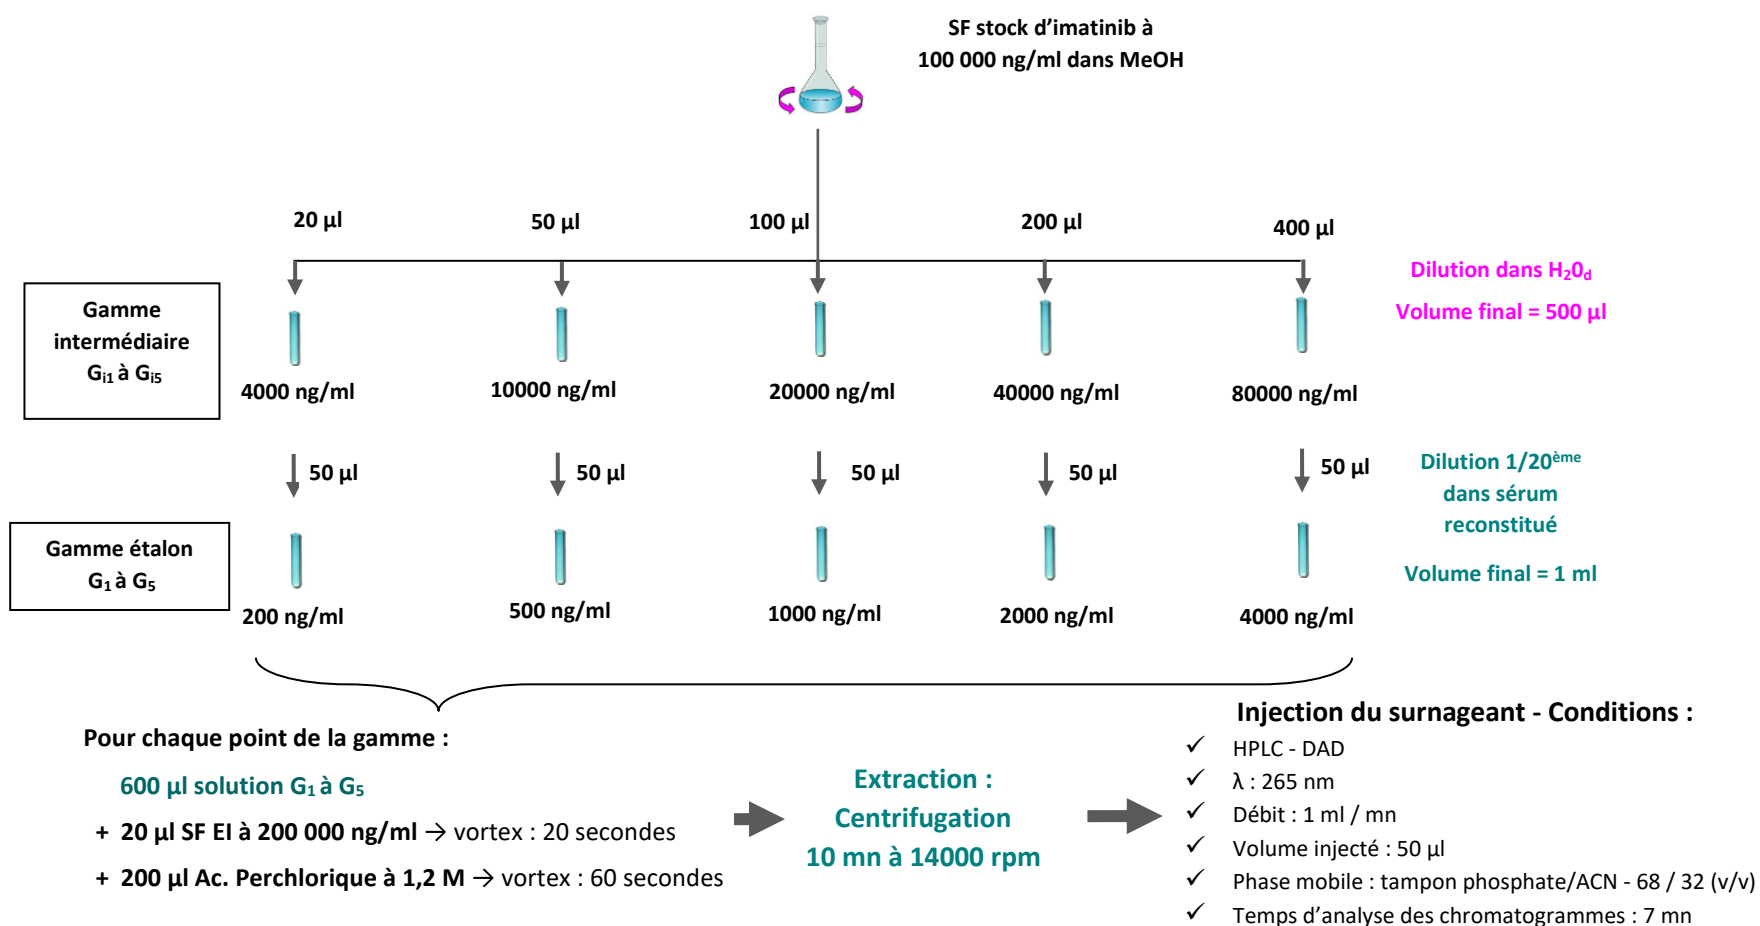 SF stock d’imatinib à
100 000 ng/ml dans MeOH
20 µl
50 µl
100 µl
200 µl
400 µl
Dilution dans H₂0d
Volume final = 500 µl
Gamme
intermédiaire
Gi1 à Gi5
4000 ng/ml
10000 ng/ml
20000 ng/ml
40000 ng/ml
80000 ng/ml
50 µl
50 µl
50 µl
50 µl
50 µl
Dilution 1/20ème
dans sérum
reconstitué
Volume final = 1 ml
Gamme étalon
G₁ à G₅
200 ng/ml
500 ng/ml
1000 ng/ml
2000 ng/ml
4000 ng/ml
Pour chaque point de la gamme :
600 µl solution G₁ à G₅
+ 20 µl SF EI à 200 000 ng/ml → vortex : 20 secondes
+ 200 µl Ac. Perchlorique à 1,2 M → vortex : 60 secondes
Extraction :
Centrifugation
10 mn à 14000 rpm
Injection du surnageant - Conditions :
✓ HPLC - DAD
✓ λ : 265 nm
✓ Débit : 1 ml / mn
✓ Volume injecté : 50 µl
✓ Phase mobile : tampon phosphate/ACN - 68 / 32 (v/v)
✓ Temps d’analyse des chromatogrammes : 7 mn